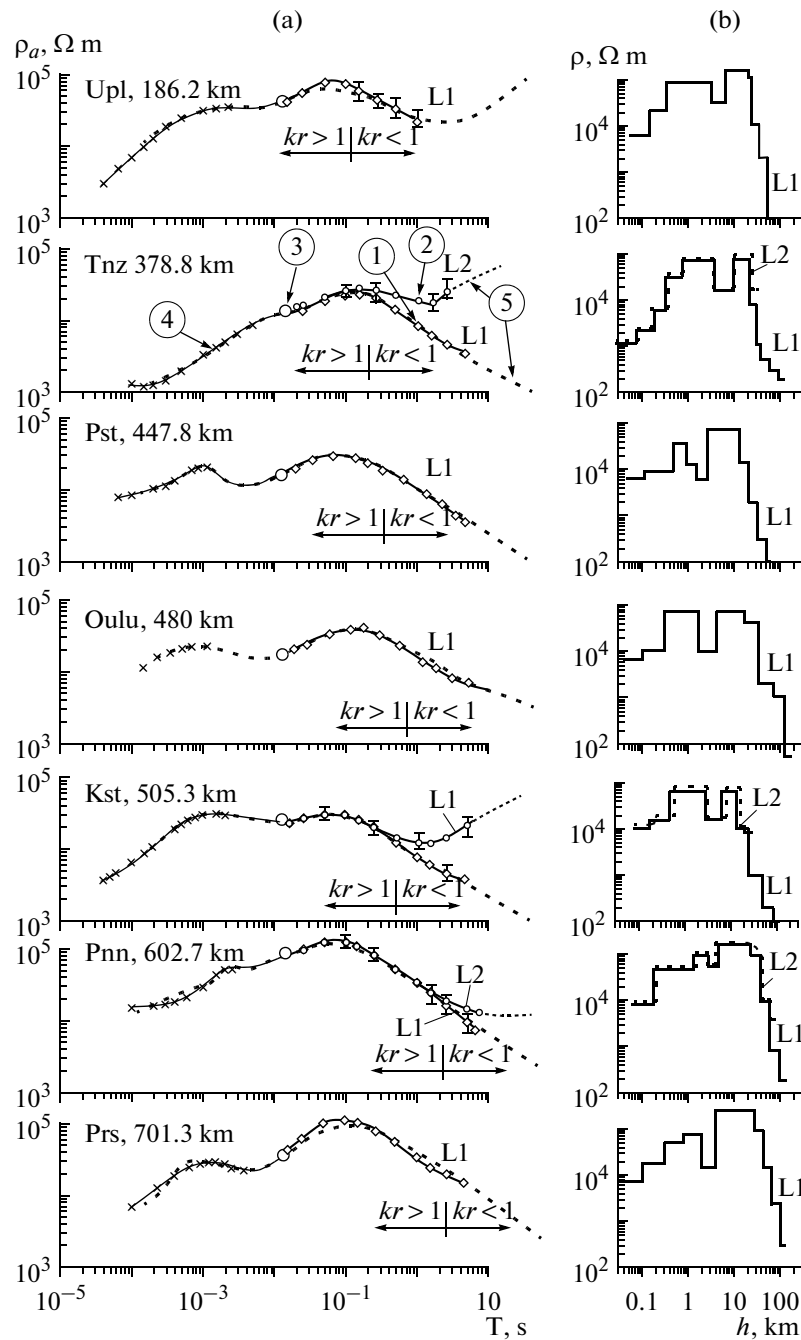 (a) (b)
ρa, Ω m ρ, Ω m
10^5 Upl, 186.2 km L1
kr > 1 kr < 1
10^3
10^4
L1
10^2
10^5 Tnz 378.8 km 3 1 2 L2
4 5
L1
kr > 1 kr < 1
10^3
L2
10^4
L1
10^2
10^5 Pst, 447.8 km L1
kr > 1 kr < 1
10^3
10^4
L1
10^2
10^5 Oulu, 480 km L1
kr > 1 kr < 1
10^3
10^4
L1
10^2
10^5 Kst, 505.3 km L1
kr > 1 kr < 1
10^3
10^4
L2
L1
10^2
10^5 Pnn, 602.7 km L2
L1
kr > 1 kr < 1
10^3
L2
10^4
L1
10^2
10^5 Prs, 701.3 km L1
kr > 1 kr < 1
10^3
10^4
L1
10^2
10^−5 10^−3 10^−1 10
T, s
0.1 1 10 100
h, km